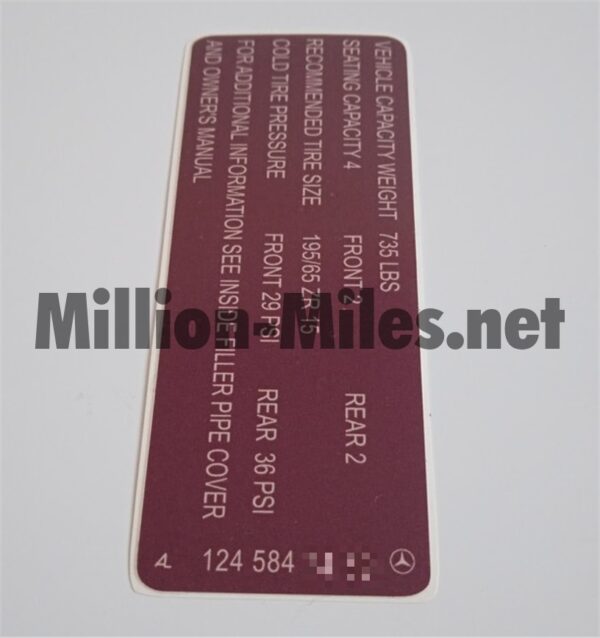 VEHICLE CAPACITY WEIGHT 735 LBS
SEATING CAPACITY 4 FRONT 2 REAR 2
RECOMMENDED TIRE SIZE 195/65 ZR 15
COLD TIRE PRESSURE FRONT 29 PSI REAR 36 PSI
FOR ADDITIONAL INFORMATION SEE INSIDE FILLER PIPE COVER
AND OWNER'S MANUAL
124 584
Million-Miles.net